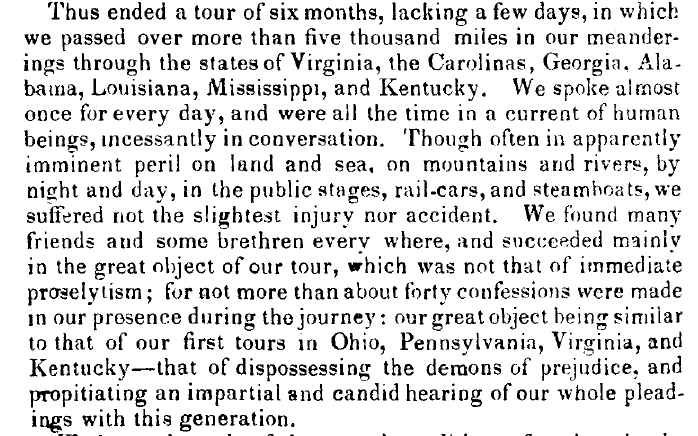 Thus ended a tour of six months, lacking a few days, in which
we passed over more than five thousand miles in our meander-
ings through the states of Virginia, the Carolinas, Georgia, Ala-
bama, Louisiana, Mississippi, and Kentucky. We spoke almost
once for every day, and were all the time in a current of human
beings, incessantly in conversation. Though often in apparently
imminent peril on land and sea, on mountains and rivers, by
night and day, in the public stages, rail-cars, and steamboats, we
suffered not the slightest injury nor accident. We found many
friends and some brethren every where, and succeeded mainly
in the great object of our tour, which was not that of immediate
proselytism; for not more than about forty confessions were made
in our presence during the journey: our great object being similar
to that of our first tours in Ohio, Pennsylvania, Virginia, and
Kentucky—that of dispossessing the demons of prejudice, and
propitiating an impartial and candid hearing of our whole plead-
ings with this generation.